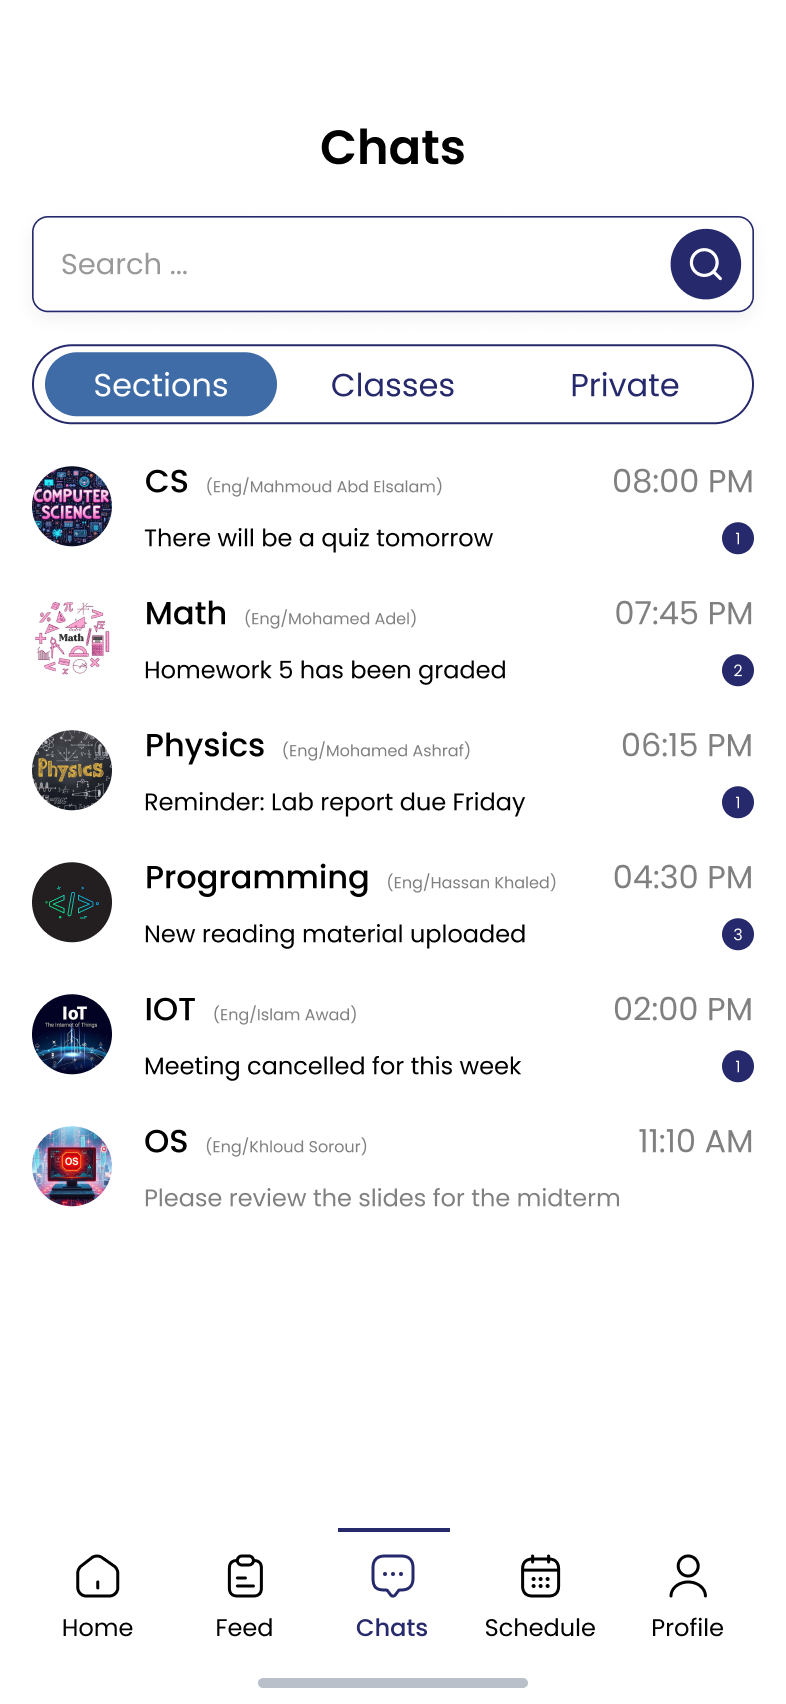 Chats
Search ...
Sections Classes Private
COMPUTER
SCIENCE
CS (Eng/Mahmoud Abd Elsalam) 08:00 PM
There will be a quiz tomorrow 1
Math
Math (Eng/Mohamed Adel) 07:45 PM
Homework 5 has been graded 2
Physics
Physics (Eng/Mohamed Ashraf) 06:15 PM
Reminder: Lab report due Friday 1
</>
Programming (Eng/Hassan Khaled) 04:30 PM
New reading material uploaded 3
IoT
The Internet of Things
IOT (Eng/Islam Awad) 02:00 PM
Meeting cancelled for this week 1
OS
OS (Eng/Khloud Sorour) 11:10 AM
Please review the slides for the midterm
Home Feed Chats Schedule Profile